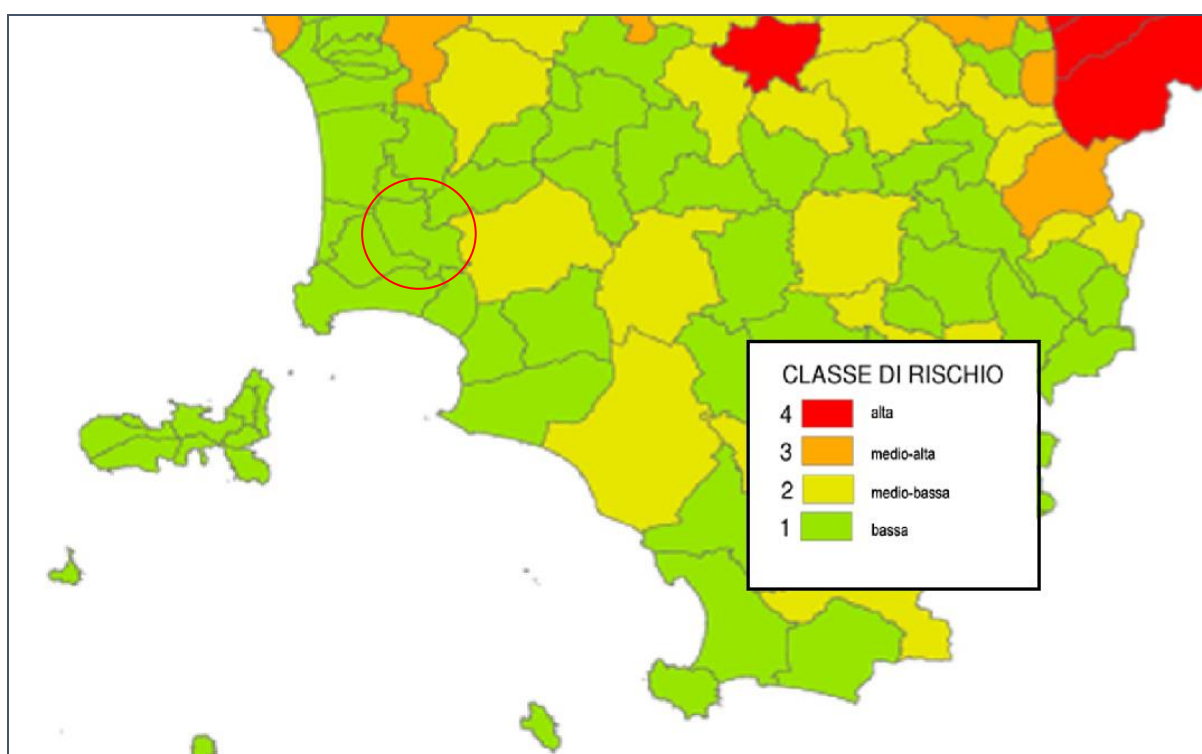 CLASSE DI RISCHIO
4 alta
3 medio-alta
2 medio-bassa
1 bassa